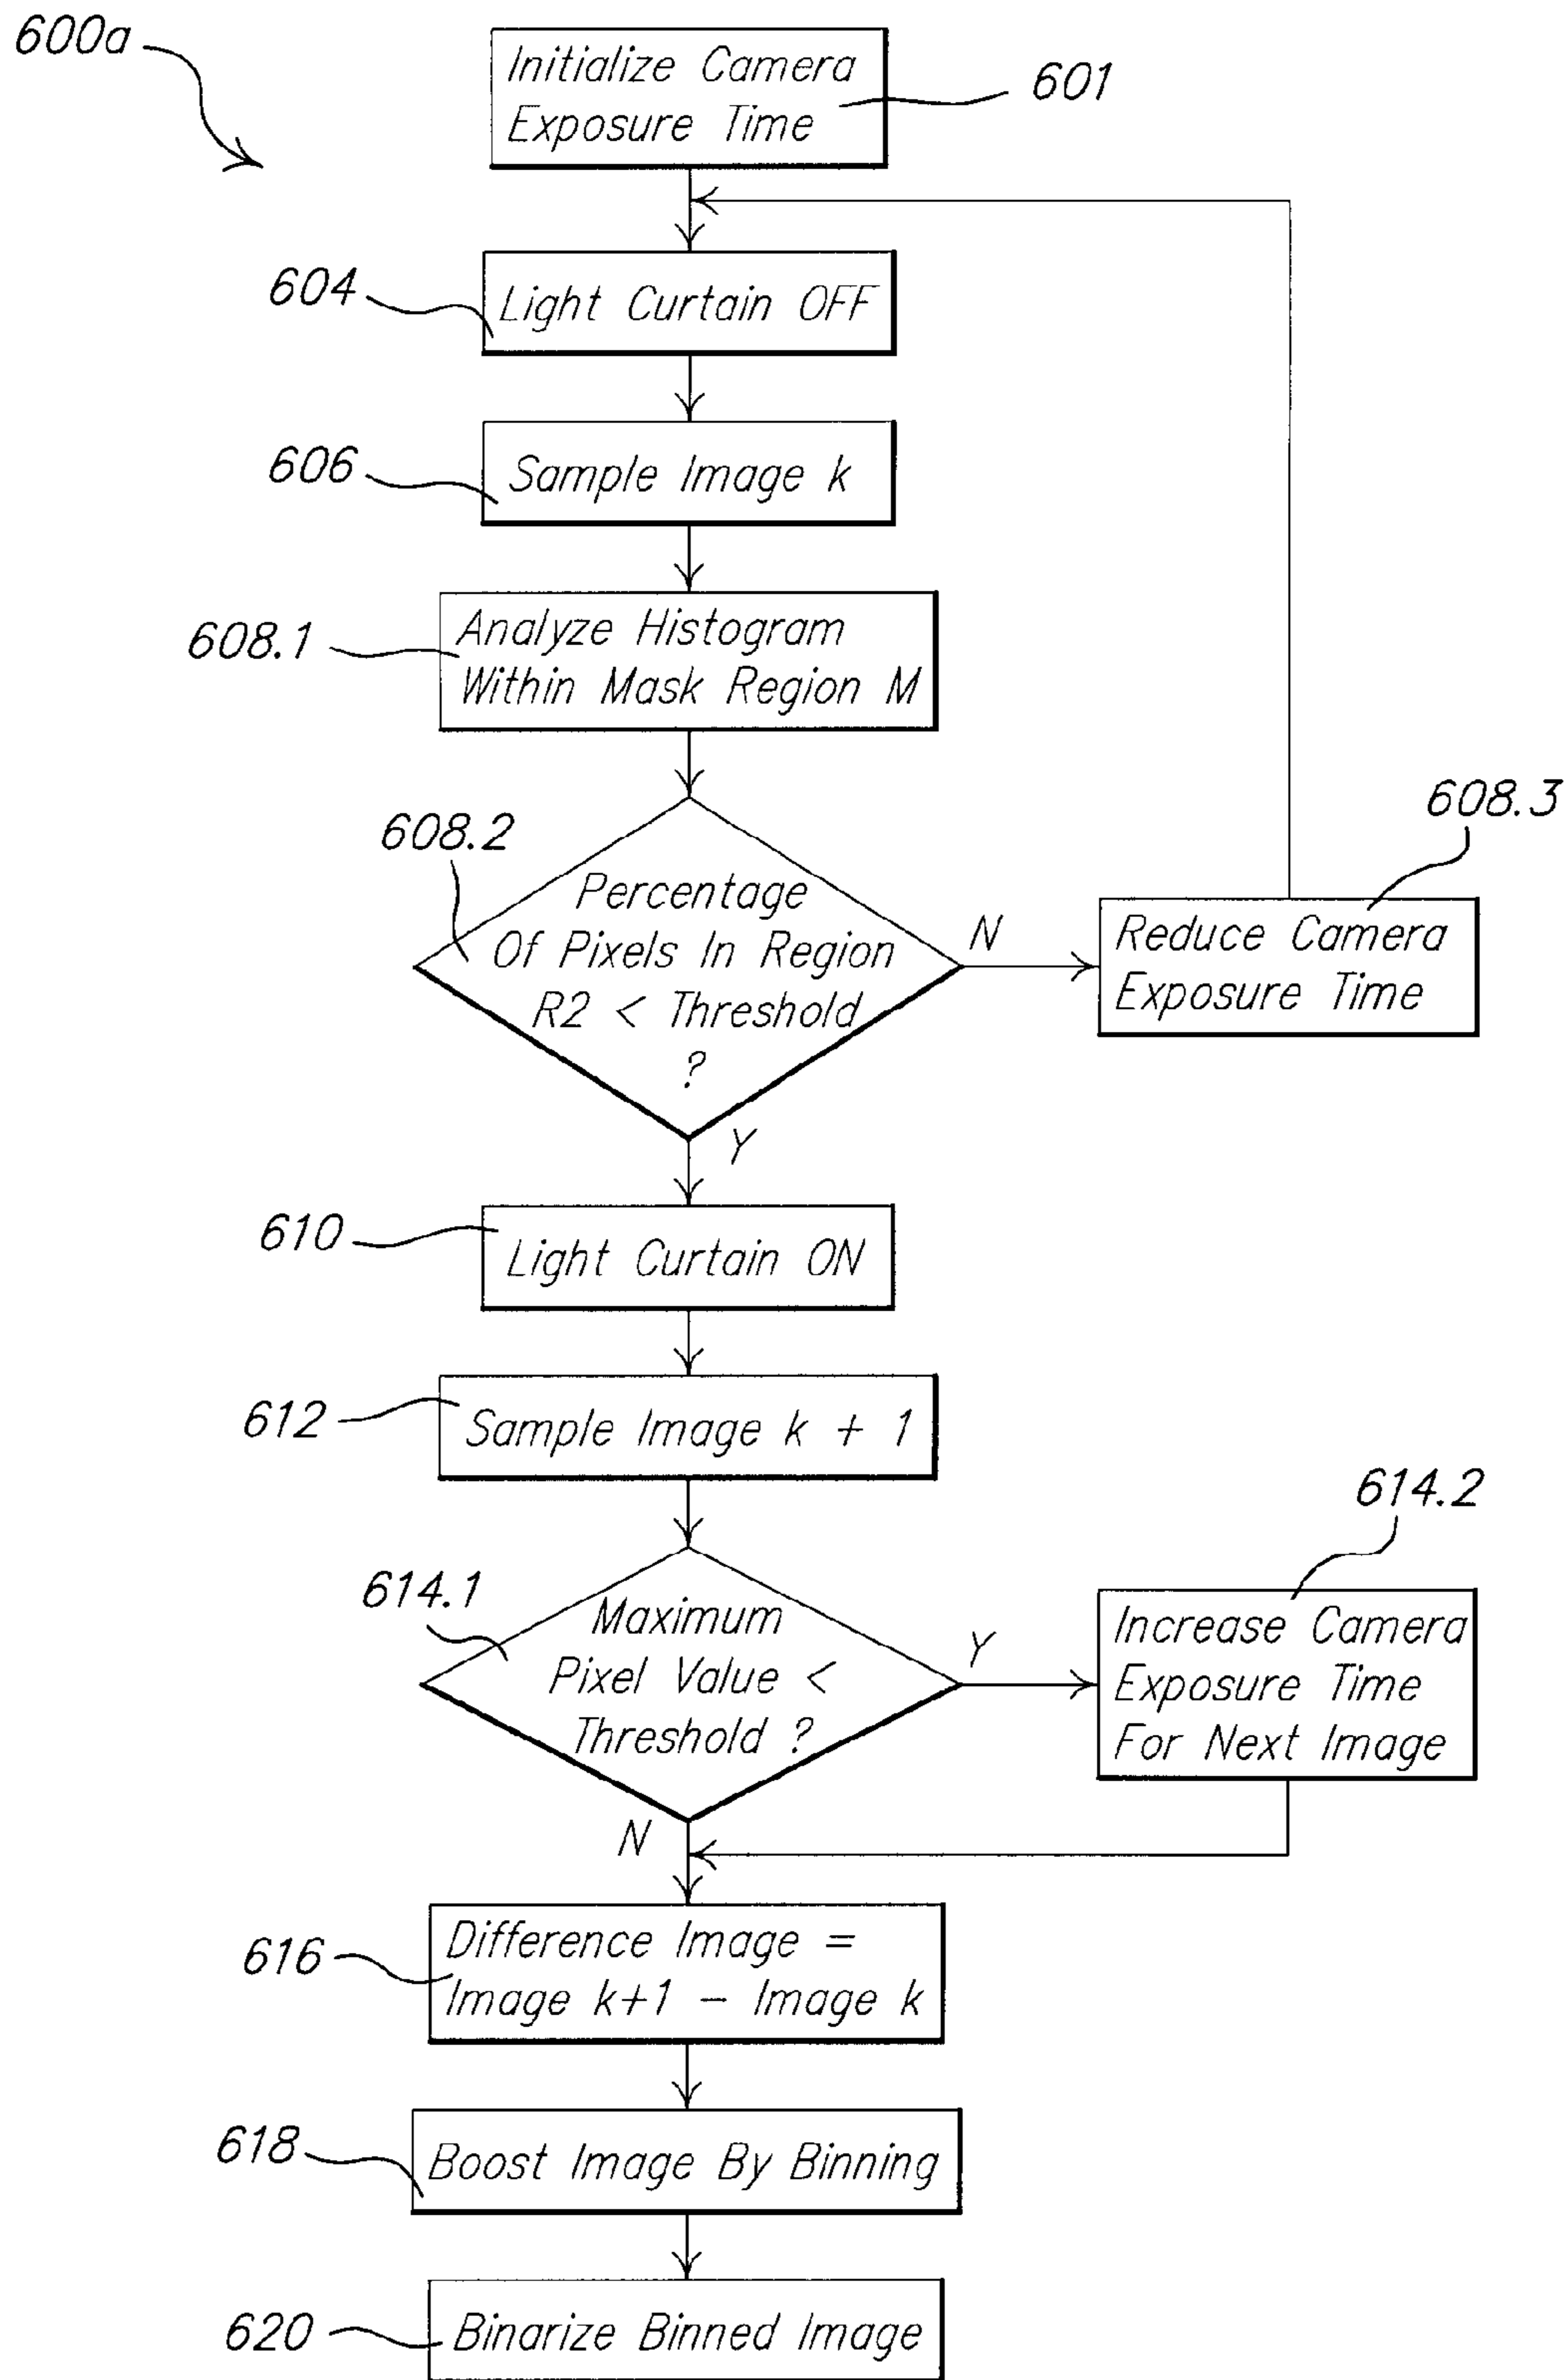 600a
Initialize Camera
Exposure Time
601
604
Light Curtain OFF
606
Sample Image k
608.1
Analyze Histogram
Within Mask Region M
608.2
Percentage
Of Pixels In Region
R2 < Threshold
?
N
608.3
Reduce Camera
Exposure Time
Y
610
Light Curtain ON
612
Sample Image k + 1
614.1
Maximum
Pixel Value <
Threshold ?
Y
614.2
Increase Camera
Exposure Time
For Next Image
N
616
Difference Image =
Image k+1 – Image k
618
Boost Image By Binning
620
Binarize Binned Image